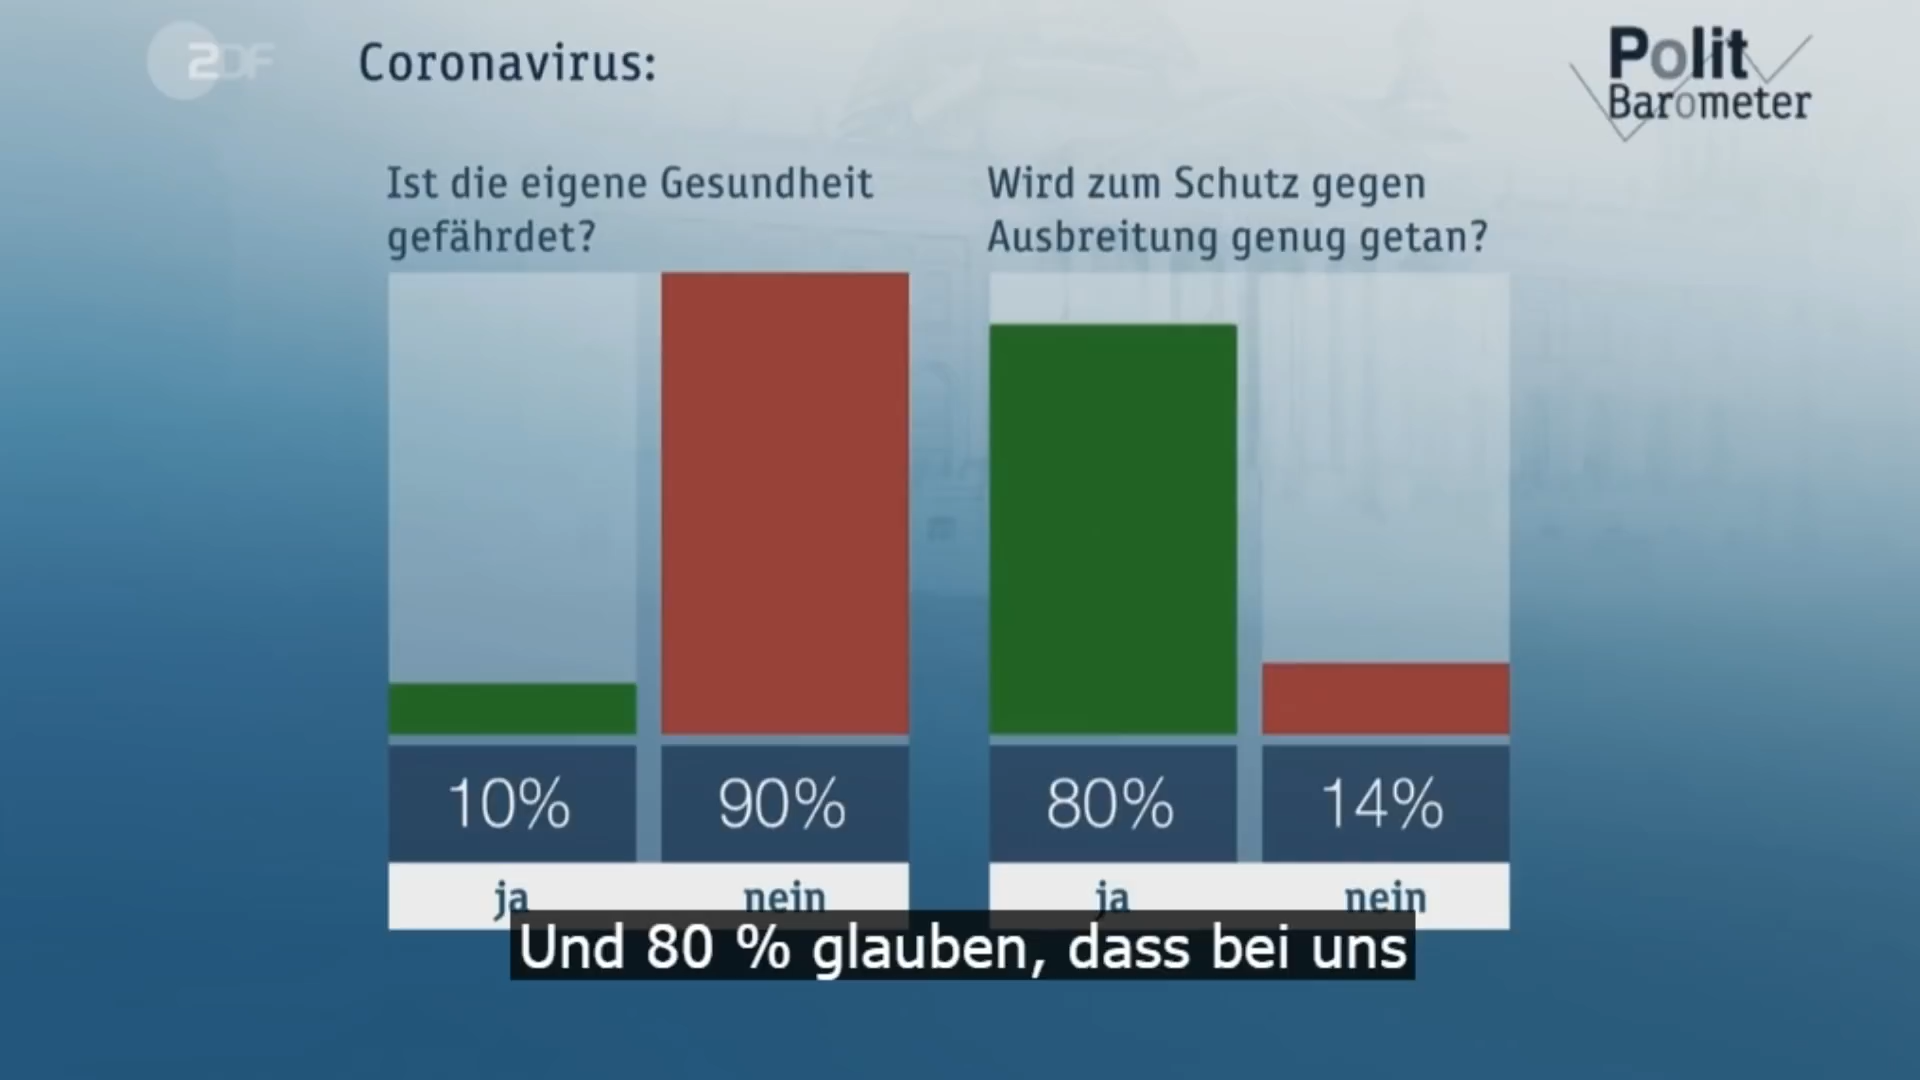 ZDF
Coronavirus:
Polit
Barometer
Ist die eigene Gesundheit
gefährdet?
10%
90%
ja
nein
Wird zum Schutz gegen
Ausbreitung genug getan?
80%
14%
ja
nein
Und 80 % glauben, dass bei uns